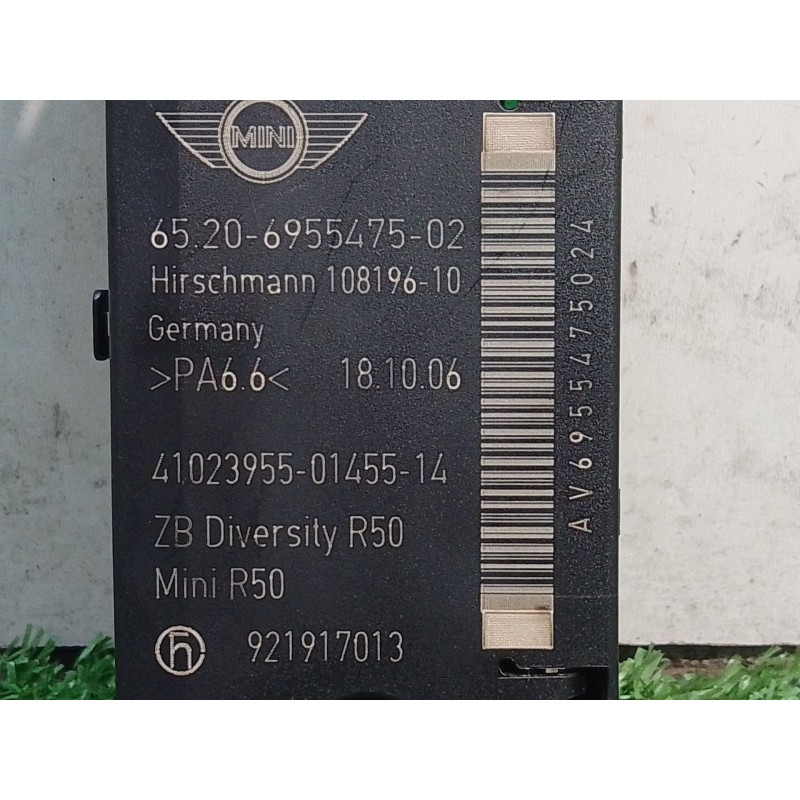 MINI
65.20-6955475-02
Hirschmann 108196-10
Germany
>PA6.6< 18.10.06
41023955-01455-14
ZB Diversity R50
Mini R50
h 921917013
AV6955475024